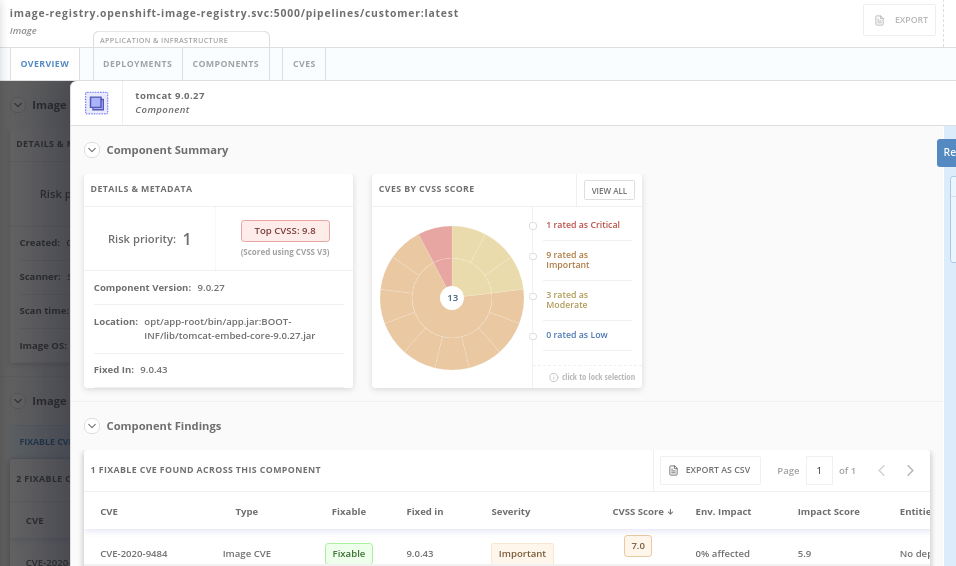 image-registry.openshift-image-registry.svc:5000/pipelines/customer:latest
Image
EXPORT
APPLICATION & INFRASTRUCTURE
OVERVIEW
DEPLOYMENTS
COMPONENTS
CVES
Image
tomcat 9.0.27
Component
Component Summary
Re
DETAILS & M
DETAILS & METADATA
CVES BY CVSS SCORE
VIEW ALL
Risk p
Risk priority: 1
Top CVSS: 9.8
(Scored using CVSS V3)
1 rated as Critical
9 rated as
Important
3 rated as
Moderate
0 rated as Low
13
click to lock selection
Created:
Scanner:
Scan time:
Image OS:
Component Version: 9.0.27
Location: opt/app-root/bin/app.jar:BOOT-
INF/lib/tomcat-embed-core-9.0.27.jar
Fixed In: 9.0.43
Image
Component Findings
FIXABLE CVE
2 FIXABLE C
1 FIXABLE CVE FOUND ACROSS THIS COMPONENT
EXPORT AS CSV
Page 1 of 1
CVE
CVE Type Fixable Fixed in Severity CVSS Score ↓ Env. Impact Impact Score Entitie
CVE-2020
CVE-2020-9484 Image CVE Fixable 9.0.43 Important 7.0 0% affected 5.9 No dep